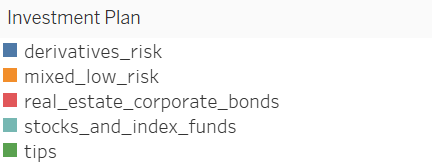 Investment Plan
derivatives_risk
mixed_low_risk
real_estate_corporate_bonds
stocks_and_index_funds
tips